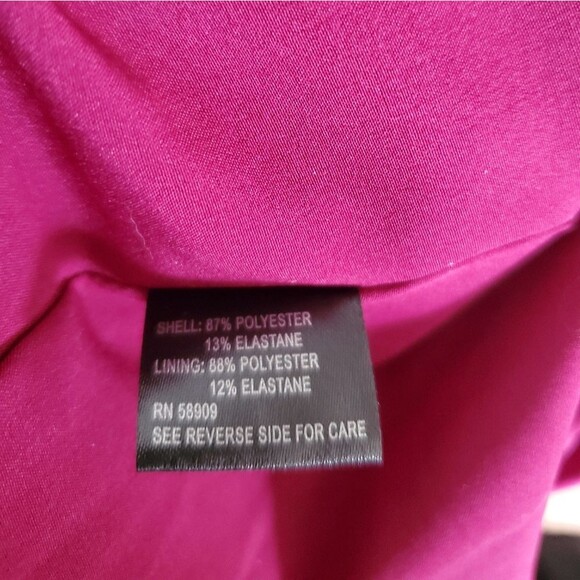 SHELL: 87% POLYESTER
13% ELASTANE
LINING: 88% POLYESTER
12% ELASTANE
RN 58909
SEE REVERSE SIDE FOR CARE